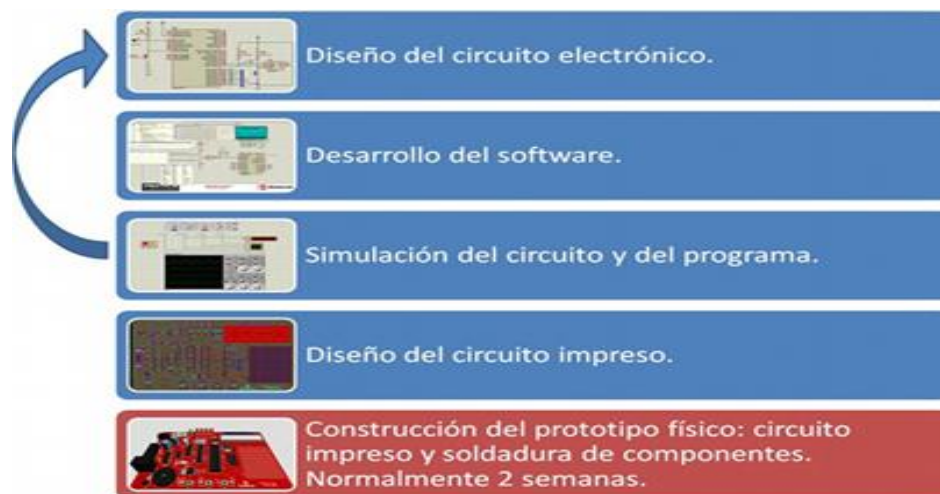 Diseño del circuito electrónico.
Desarrollo del software.
Simulación del circuito y del programa.
Diseño del circuito impreso.
Construcción del prototipo físico: circuito
impreso y soldadura de componentes.
Normalmente 2 semanas.